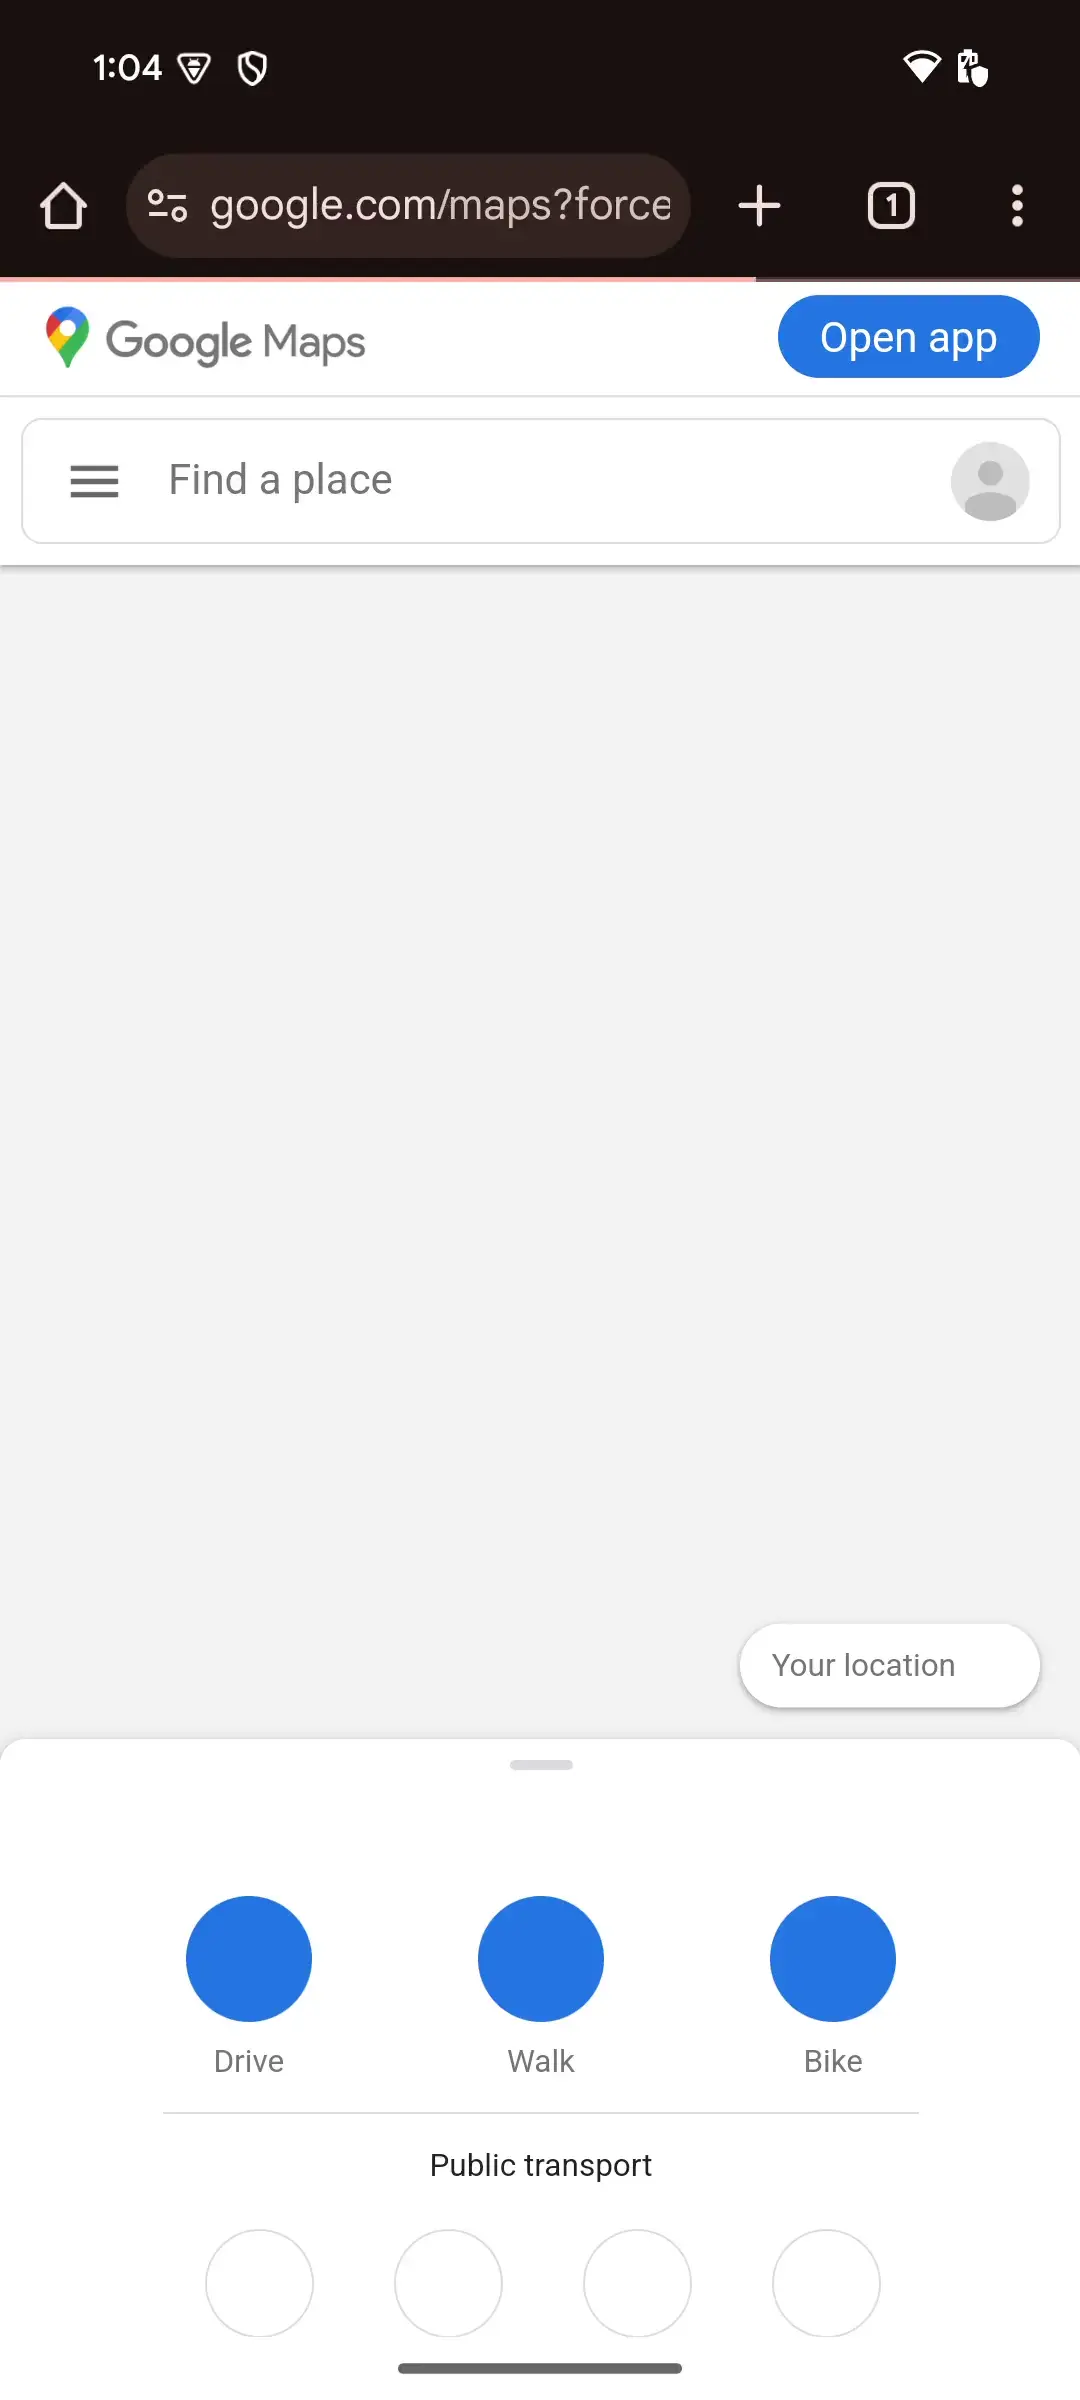 1:04
google.com/maps?force
1
Google Maps
Open app
Find a place
Your location
Drive
Walk
Bike
Public transport